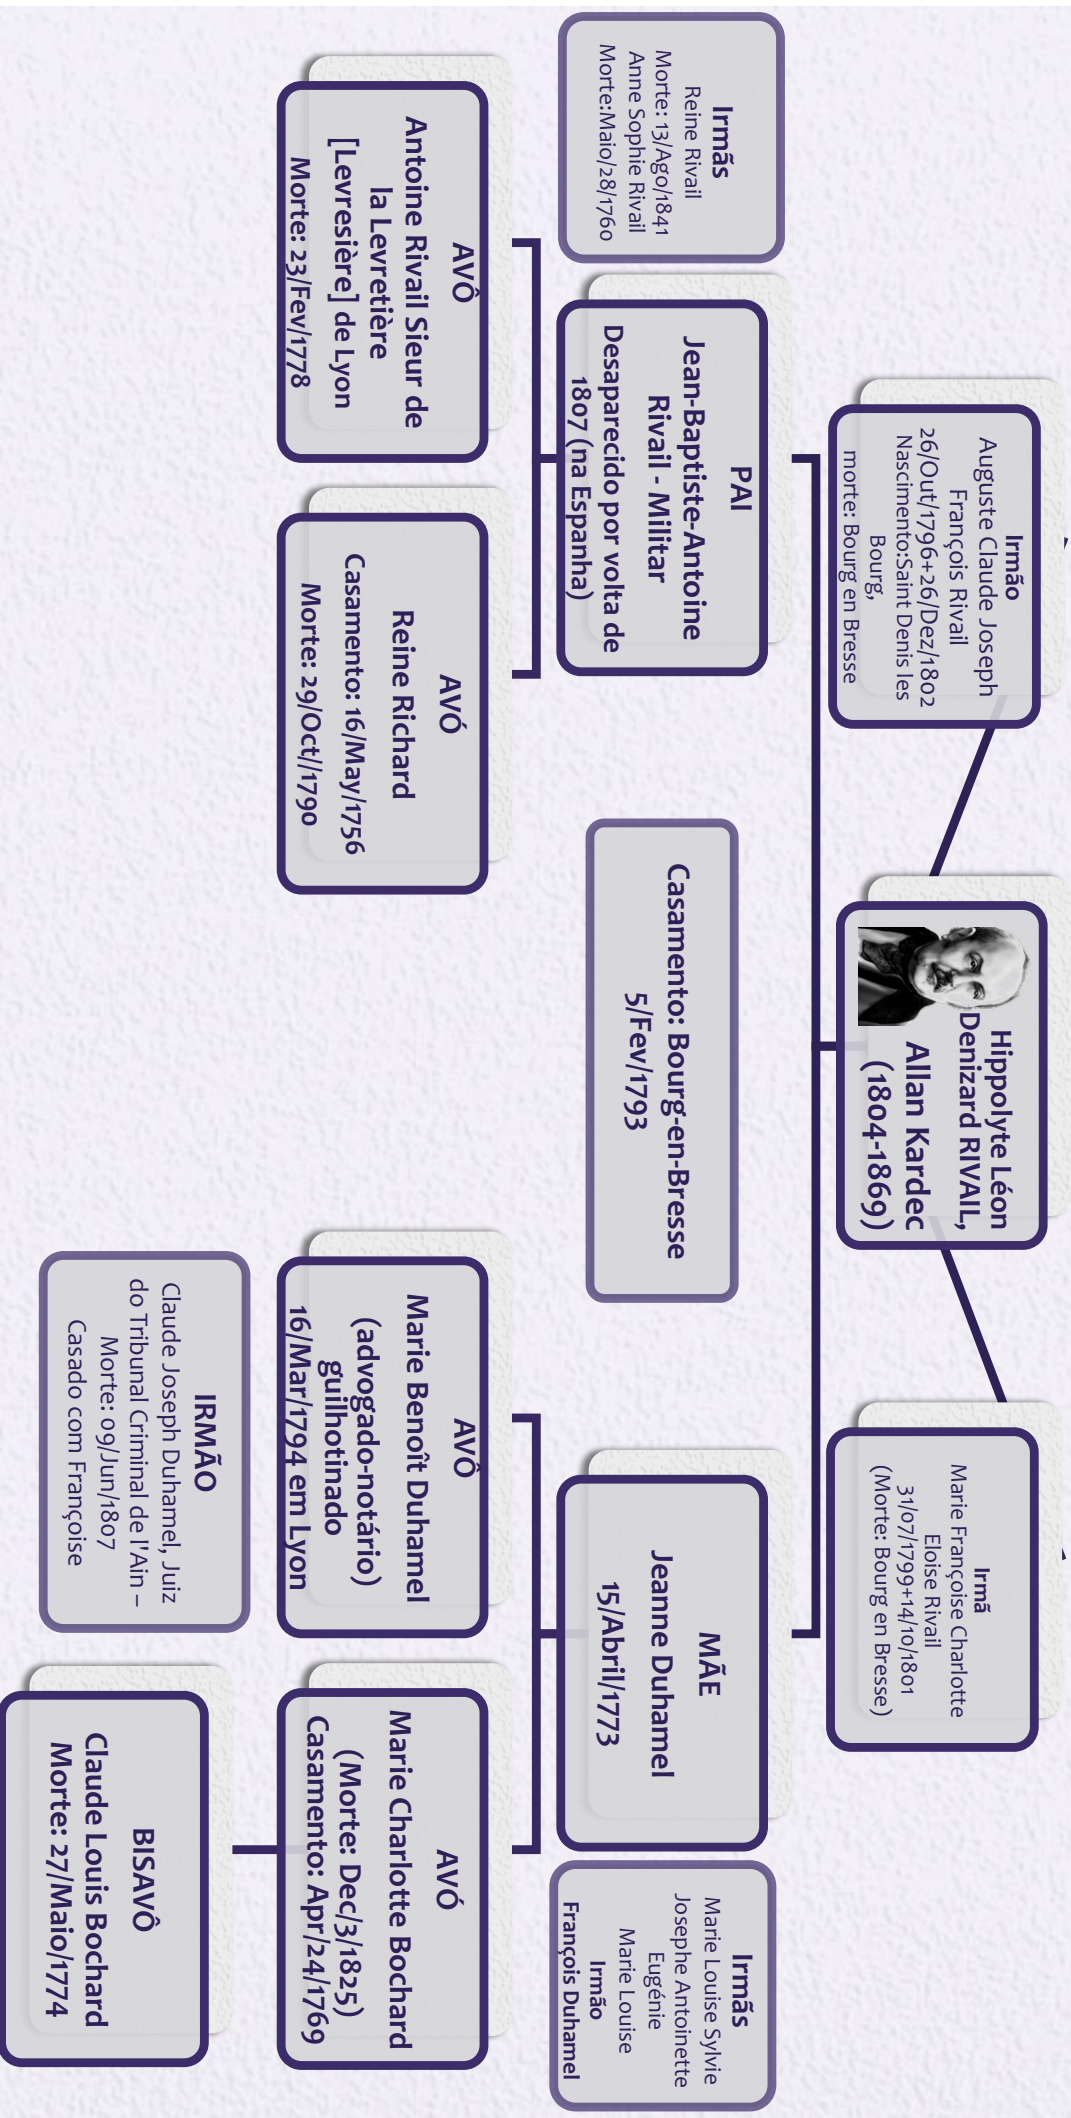 Irmão
Auguste Claude Joseph
François Rivail
26/Out/1796+26/Dez/1802
Nascimento:Saint Denis les
Bourg,
morte: Bourg en Bresse
Hippolyte Léon
Denizard RIVAIL,
Allan Kardec
(1804-1869)
Irmã
Marie Françoise Charlotte
Eloise Rivail
31/07/1799+14/10/1801
(Morte: Bourg en Bresse)
Irmãs
Reine Rivail
Morte: 13/Ago/1841
Anne Sophie Rivail
Morte:Maio/28/1760
PAI
Jean-Baptiste-Antoine
Rivail - Militar
Desaparecido por volta de
1807 (na Espanha)
Casamento: Bourg-en-Bresse
5/Fev/1793
MÃE
Jeanne Duhamel
15/Abril/1773
Irmãs
Marie Louise Sylvie
Josephe Antoinette
Eugénie
Marie Louise
Irmão
François Duhamel
AVÔ
Antoine Rivail Sieur de
la Levretière
[Levresière] de Lyon
Morte: 23/Fev/1778
AVÓ
Reine Richard
Casamento: 16/May/1756
Morte: 29/Oct//1790
AVÔ
Marie Benoît Duhamel
(advogado-notário)
guilhotinado
16/Mar/1794 em Lyon
AVÓ
Marie Charlotte Bochard
(Morte: Dec/3/1825)
Casamento: Apr/24/1769
IRMÃO
Claude Joseph Duhamel, Juiz
do Tribunal Criminal de l'Ain –
Morte: 09/Jun/1807
Casado com Françoise
BISAVÔ
Claude Louis Bochard
Morte: 27/Maio/1774